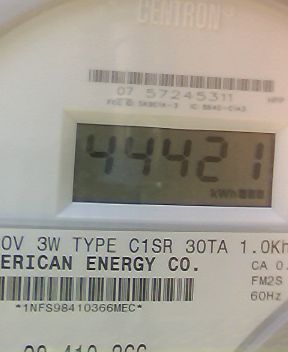 CENTRON®
07 57245311
44421
kWh
0V 3W TYPE C1SR 30TA 1.0Kh
ERICAN ENERGY CO.
CA 0.
FM2S
60Hz
*1NFS98410366MEC*